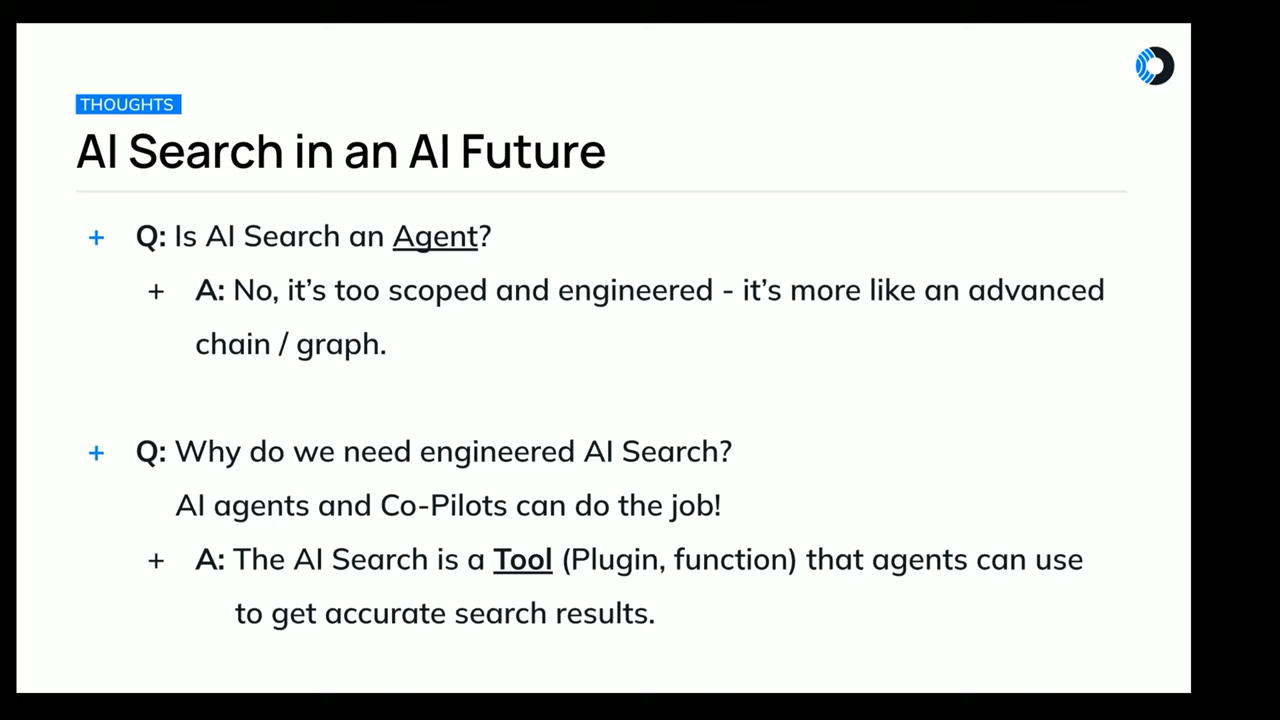 THOUGHTS
AI Search in an AI Future
+ Q: Is AI Search an Agent?
+ A: No, it’s too scoped and engineered - it’s more like an advanced
chain / graph.
+ Q: Why do we need engineered AI Search?
AI agents and Co-Pilots can do the job!
+ A: The AI Search is a Tool (Plugin, function) that agents can use
to get accurate search results.